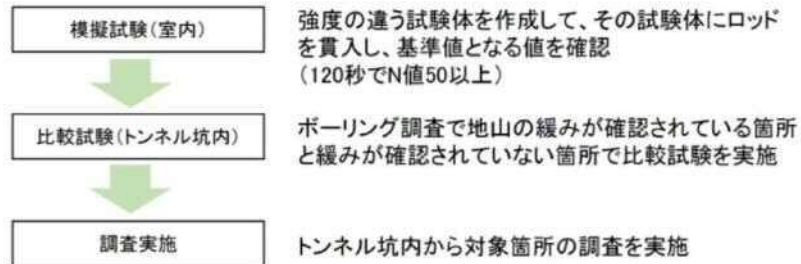 模擬試験(室内)
強度の違う試験体を作成して、その試験体にロッド
を貫入し、基準値となる値を確認
(120秒でN値50以上)
比較試験(トンネル坑内)
ボーリング調査で地山の緩みが確認されている箇所
と緩みが確認されていない箇所で比較試験を実施
調査実施
トンネル坑内から対象箇所の調査を実施